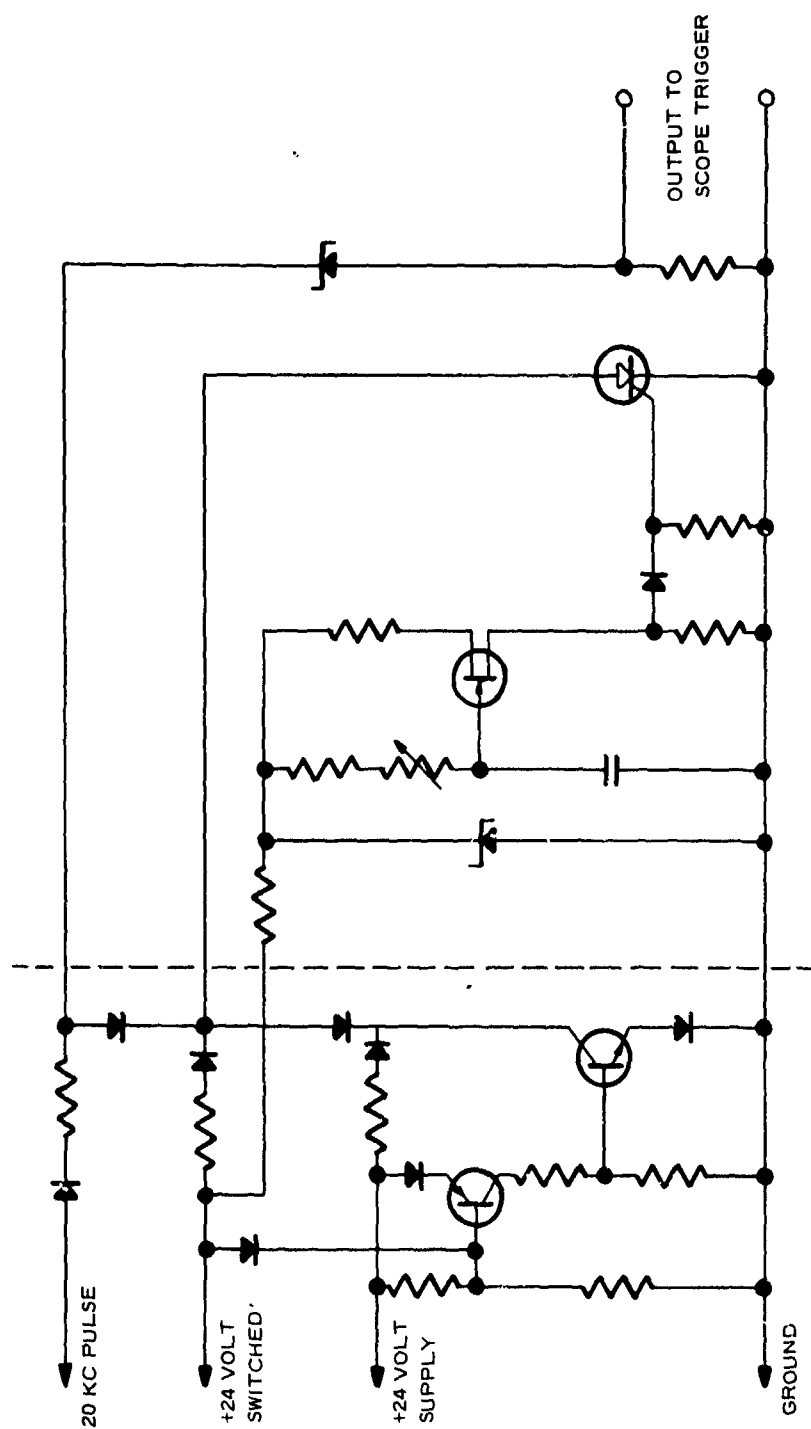 20 KC PULSE
+24 VOLT
SWITCHED'
+24 VOLT
SUPPLY
GROUND
OUTPUT TO
SCOPE TRIGGER